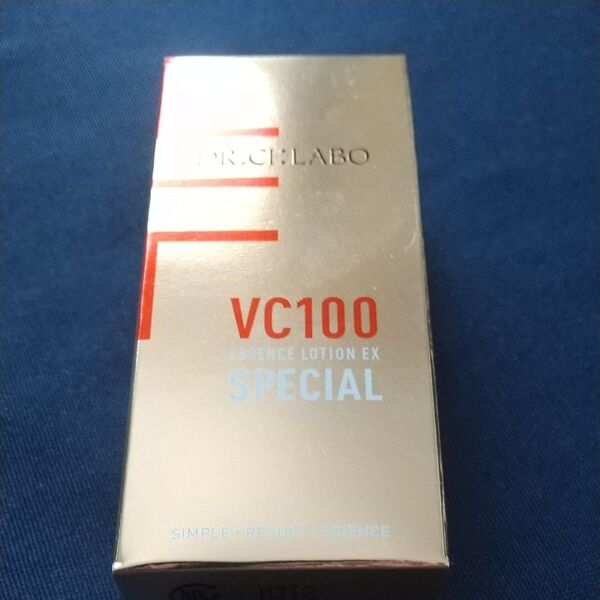 DR.CI:LABO
VC100
ESSENCE LOTION EX
SPECIAL
SIMPLE + RESULT + SCIENCE